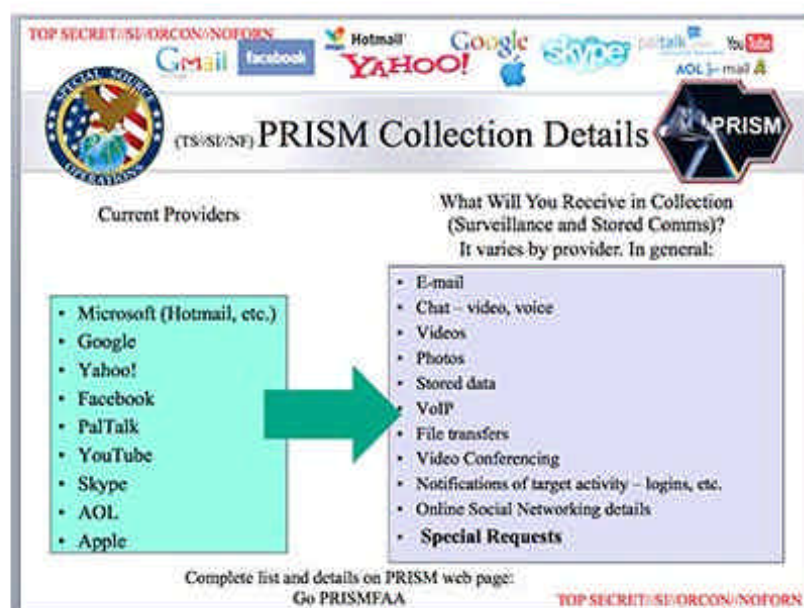 TOP SECRET//SI//ORCON//NOFORN
Gmail
facebook
Hotmail
YAHOO!
Google
skype
paltalk
YouTube
AOL mail
SPECIAL SOURCE
OPERATIONS
(TS//SI//NF) PRISM Collection Details
PRISM
Current Providers
• Microsoft (Hotmail, etc.)
• Google
• Yahoo!
• Facebook
• PalTalk
• YouTube
• Skype
• AOL
• Apple
What Will You Receive in Collection
(Surveillance and Stored Comms)?
It varies by provider. In general:
• E-mail
• Chat – video, voice
• Videos
• Photos
• Stored data
• VoIP
• File transfers
• Video Conferencing
• Notifications of target activity – logins, etc.
• Online Social Networking details
• Special Requests
Complete list and details on PRISM web page:
Go PRISMFAA
TOP SECRET//SI//ORCON//NOFORN